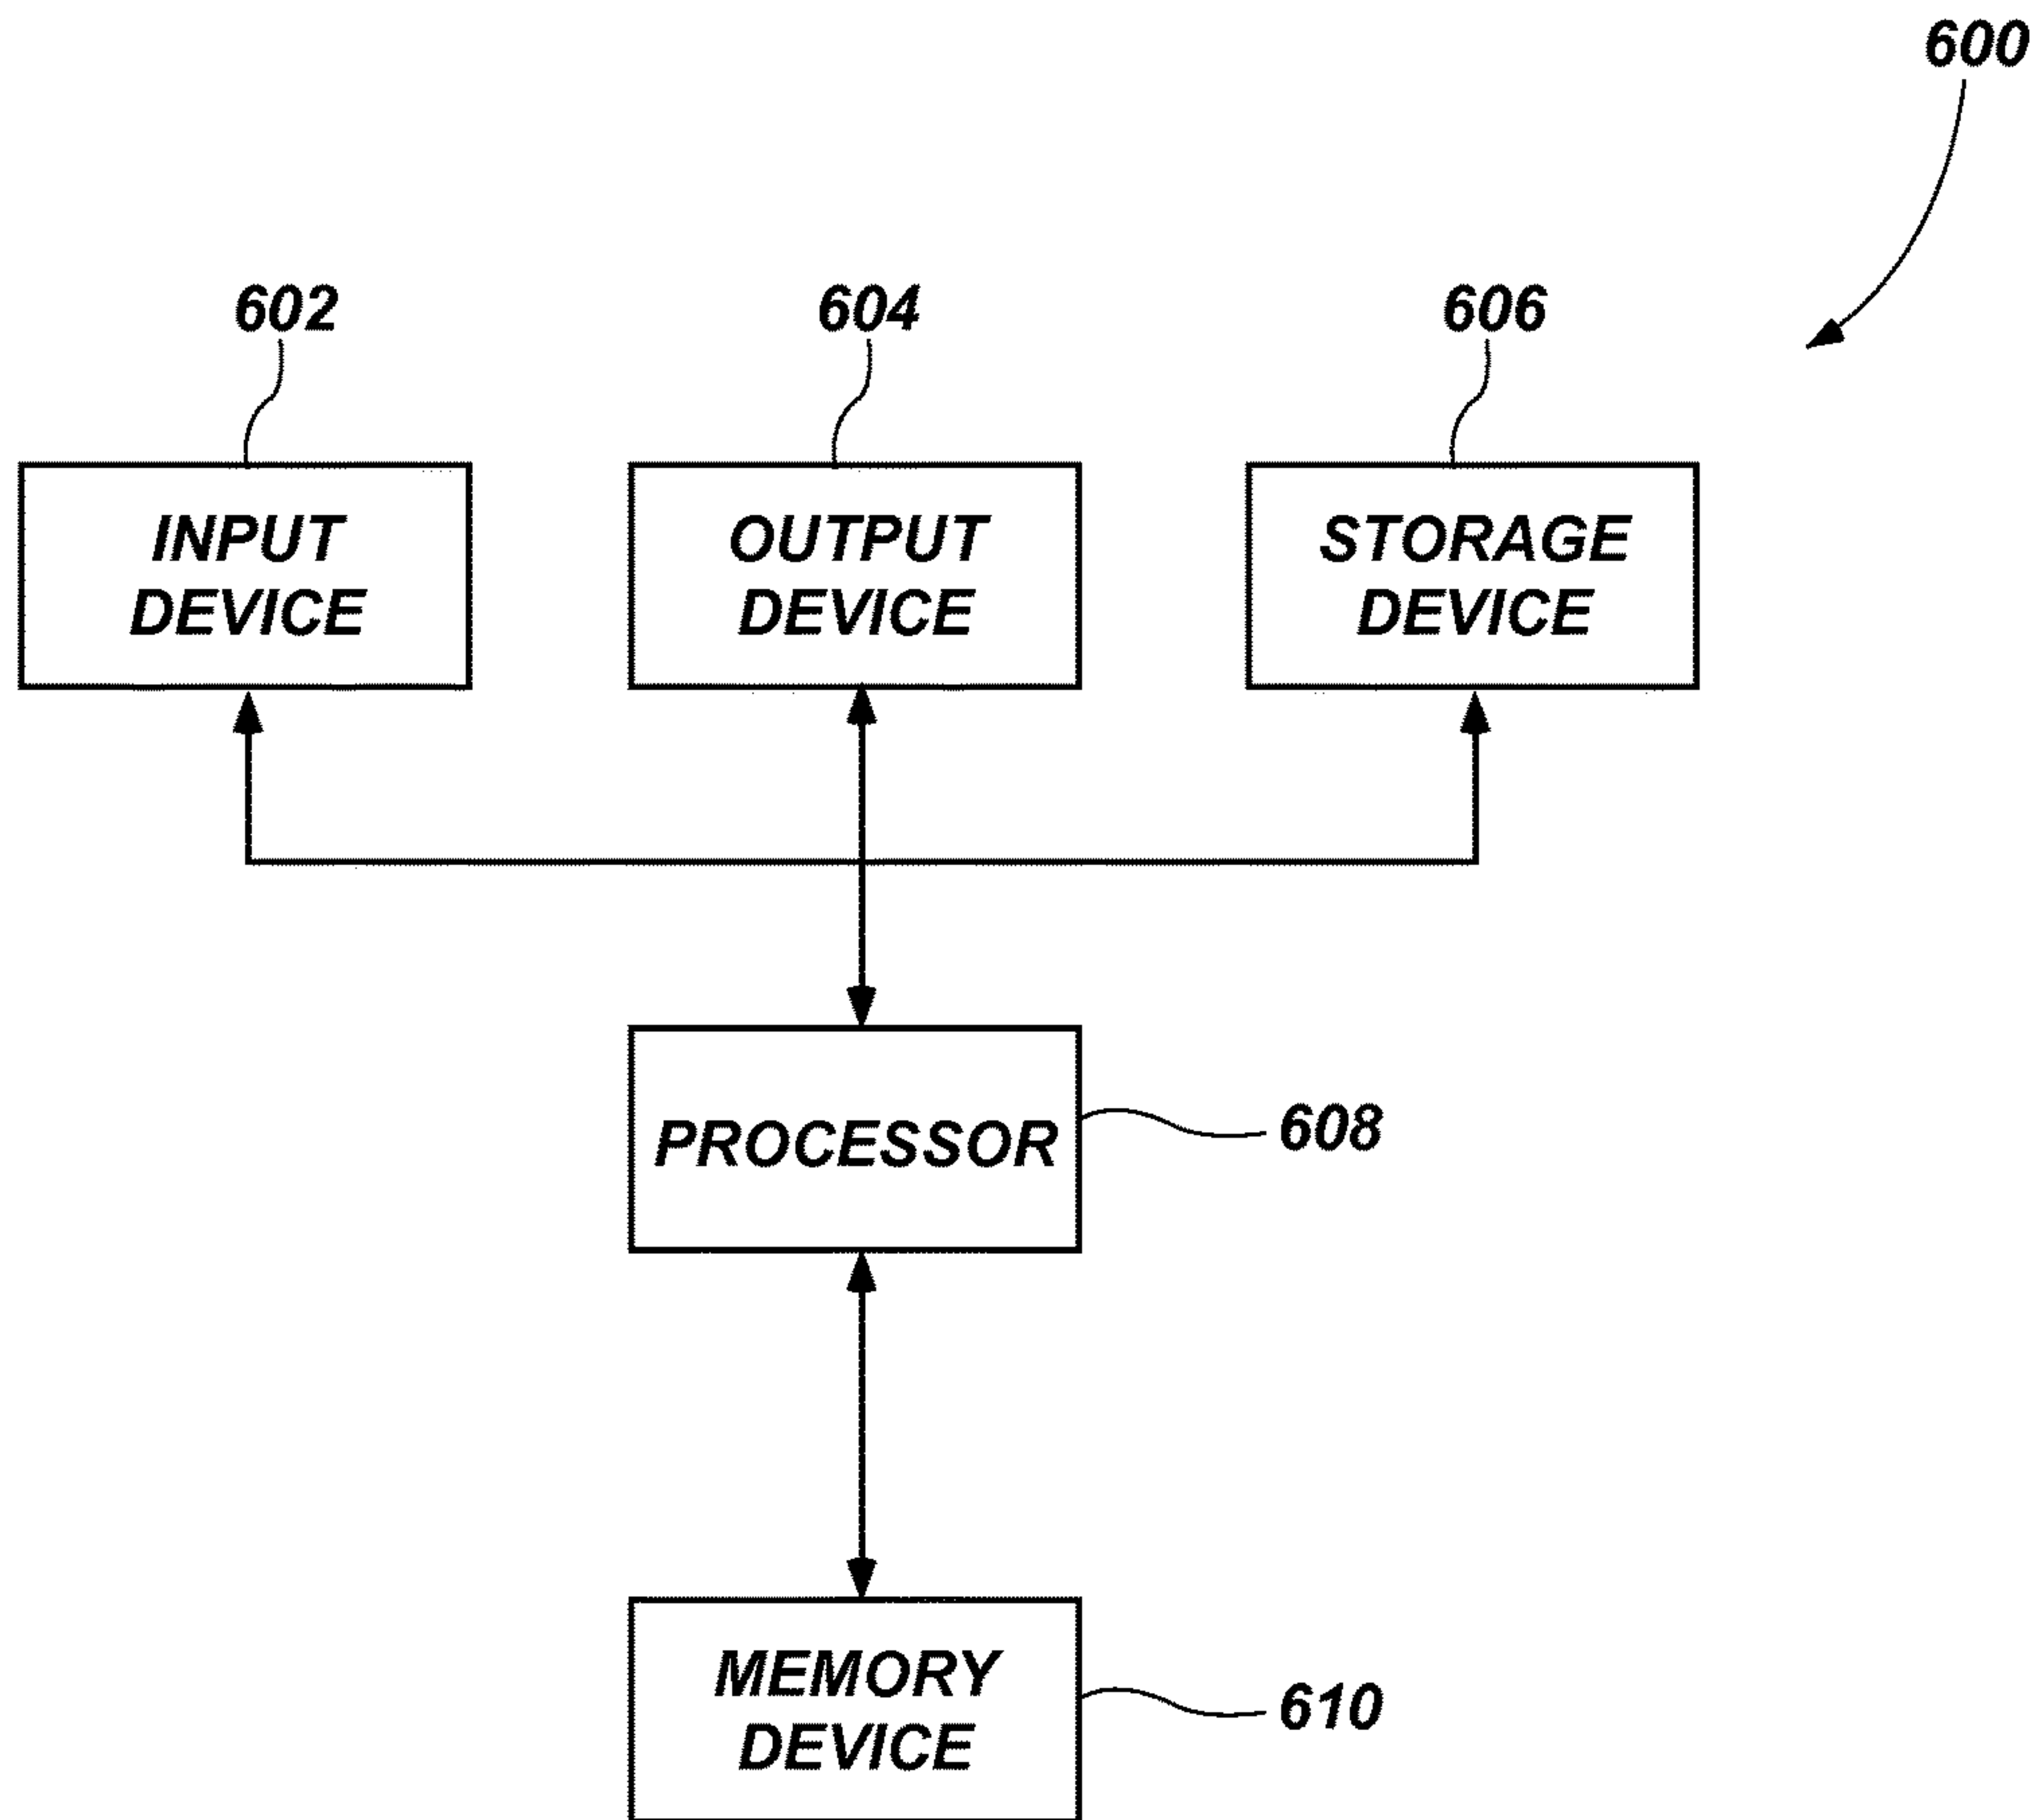 600
602
604
606
INPUT
DEVICE
OUTPUT
DEVICE
STORAGE
DEVICE
PROCESSOR
608
MEMORY
DEVICE
610